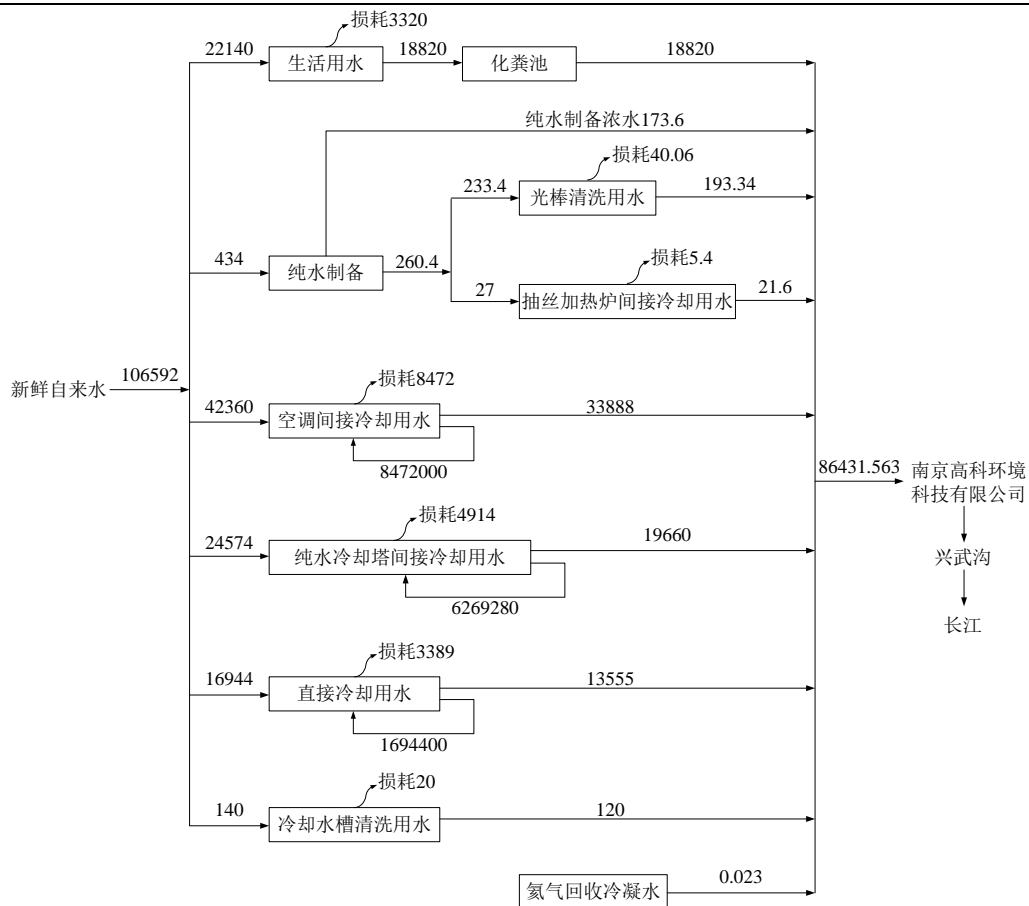 损耗3320
22140
生活用水
18820
化粪池
18820
纯水制备浓水173.6
损耗40.06
233.4
光棒清洗用水
193.34
434
纯水制备
260.4
损耗5.4
27
抽丝加热炉间接冷却用水
21.6
新鲜自来水
106592
损耗8472
42360
空调间接冷却用水
33888
8472000
86431.563
南京高科环境
科技有限公司
损耗4914
24574
纯水冷却塔间接冷却用水
19660
6269280
兴武沟
长江
损耗3389
16944
直接冷却用水
13555
1694400
损耗20
140
冷却水槽清洗用水
120
氦气回收冷凝水
0.023